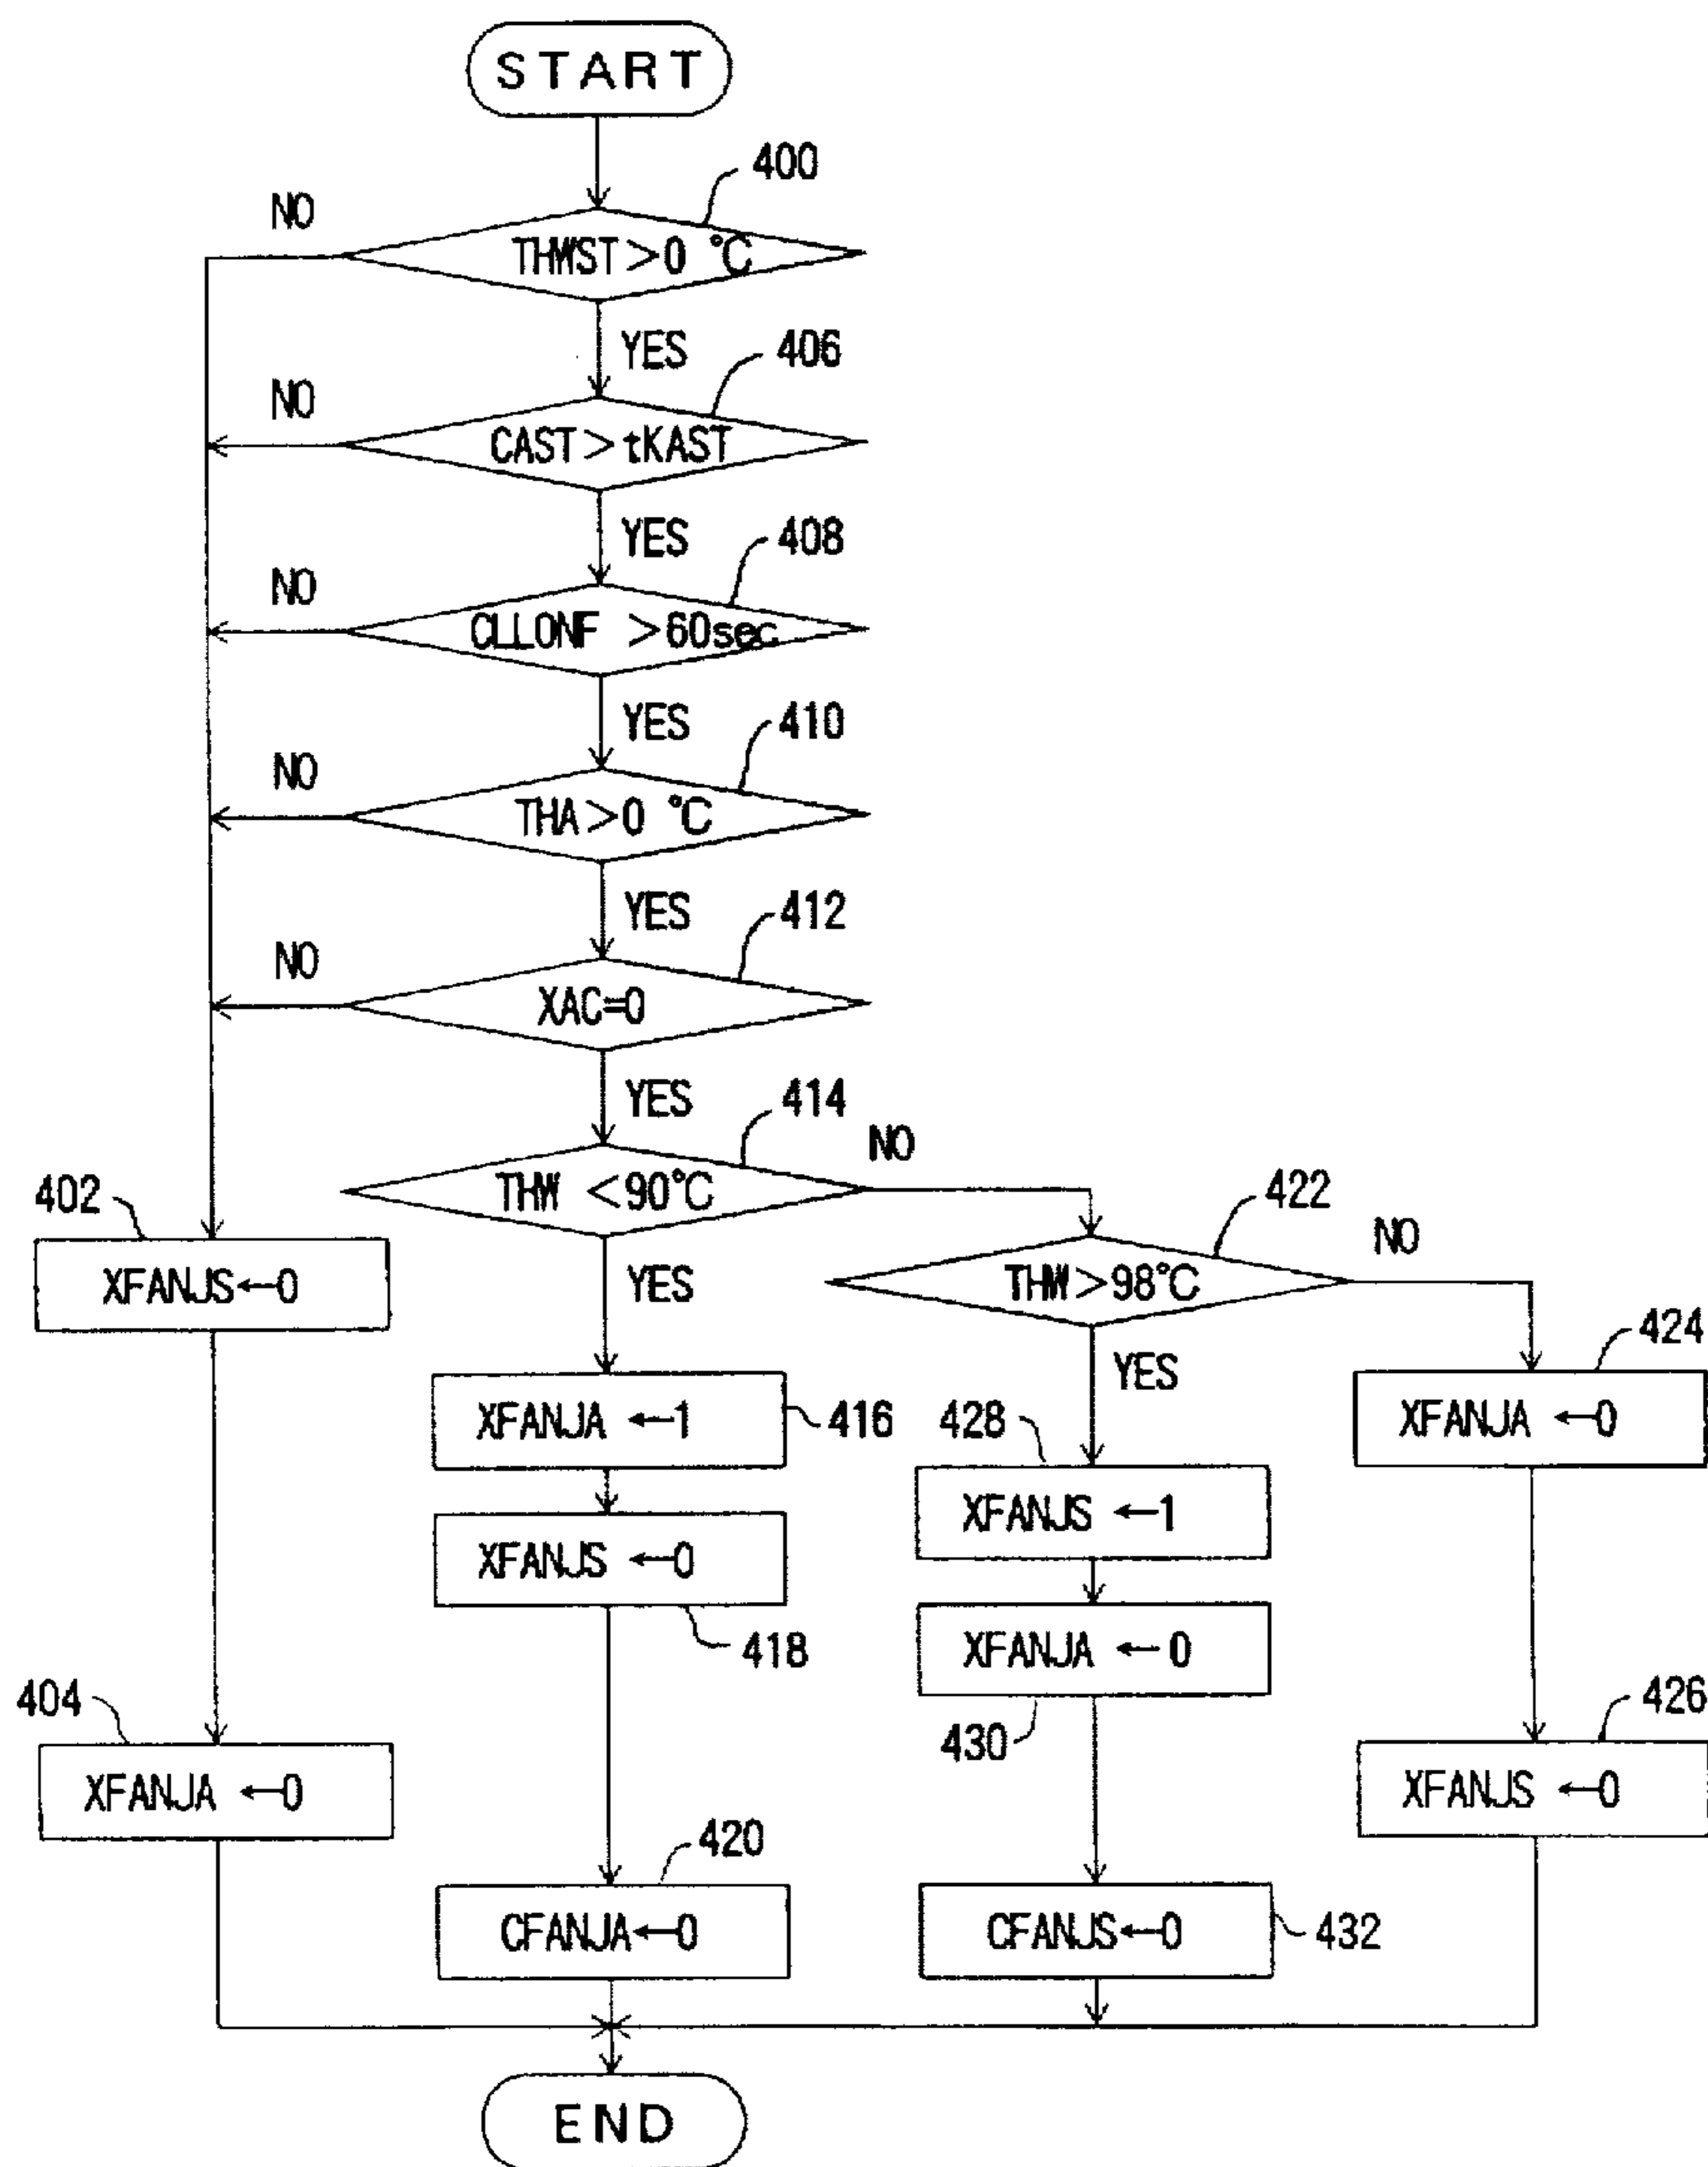 START
400
NO
THWST>0 °C
YES
406
NO
CAST>tKAST
YES
408
NO
CLLONF >60sec
YES
410
NO
THA>0 °C
YES
412
NO
XAC=0
YES
414
NO
THW <90°C
402
422
NO
XFANJS←0
YES
THW>98°C
424
YES
XFANJA ←1
416
428
XFANJA ←0
XFANJS ←0
XFANJS ←1
418
XFANJA ←0
404
430
426
XFANJA ←0
XFANJS ←0
420
CFANJA←0
CFANJS←0
432
END